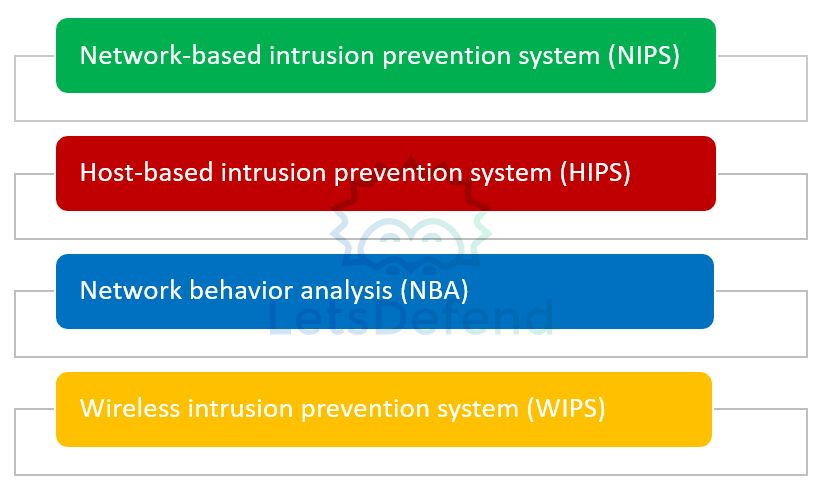 Network-based intrusion prevention system (NIPS)
Host-based intrusion prevention system (HIPS)
Network behavior analysis (NBA)
LetsDefend
Wireless intrusion prevention system (WIPS)